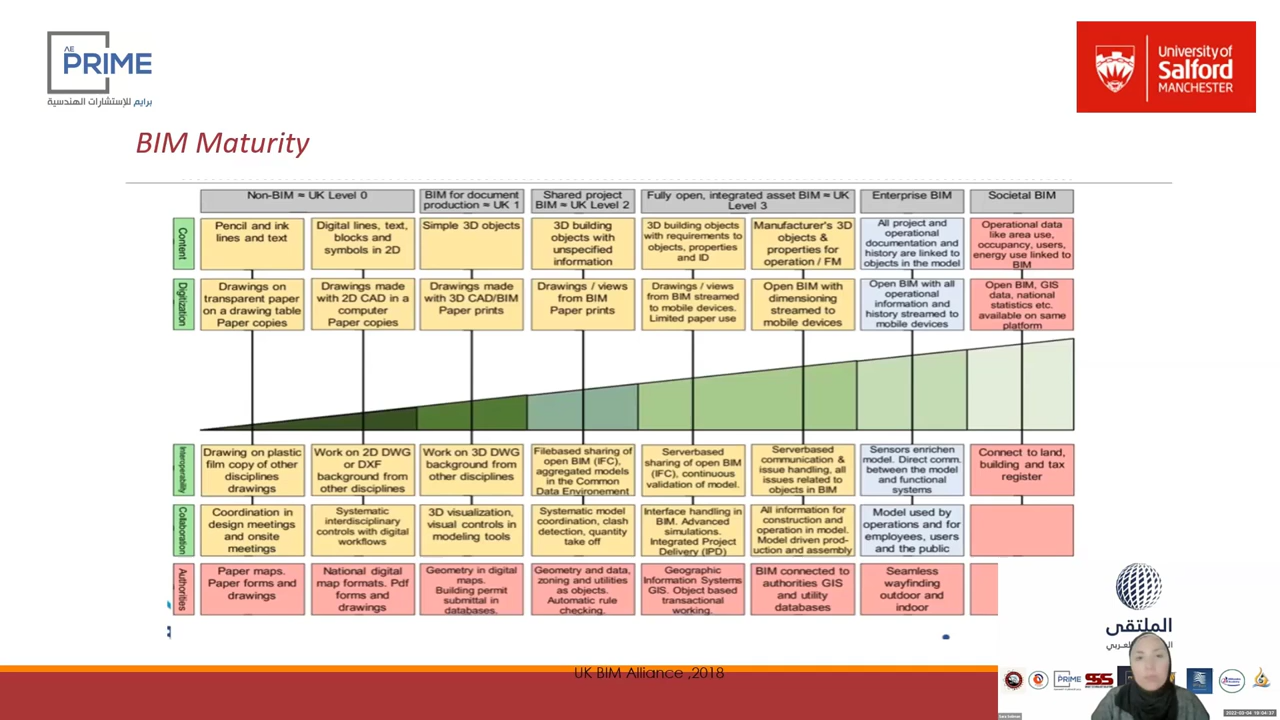 AE
PRIME
برايم للإستشارات الهندسية
University of
Salford
MANCHESTER
BIM Maturity
Non-BIM = UK Level 0
BIM for document
production = UK 1
Shared project
BIM = UK Level 2
Fully open, integrated asset BIM = UK
Level 3
Enterprise BIM
Societal BIM
Content
Pencil and ink
lines and text
Digital lines, text,
blocks and
symbols in 2D
Simple 3D objects
3D building
objects with
unspecified
information
3D building objects
with requirements to
objects, properties
and ID
Manufacturer's 3D
objects &
properties for
operation / FM
All project and
operational
documentation and
history are linked to
objects in the model
Operational data
like area use,
occupancy, users,
energy use linked to
BIM
Digitization
Drawings on
transparent paper
on a drawing table
Paper copies
Drawings made
with 2D CAD in a
computer
Paper copies
Drawings made
with 3D CAD/BIM
Paper prints
Drawings / views
from BIM
Paper prints
Drawings / views
from BIM streamed
to mobile devices.
Limited paper use
Open BIM with
dimensioning
streamed to
mobile devices
Open BIM with all
operational
information and
history streamed to
mobile devices
Open BIM, GIS
data, national
statistics etc.
available on same
platform
Interoperability
Drawing on plastic
film copy of other
disciplines
drawings
Work on 2D DWG
or DXF
background from
other disciplines
Work on 3D DWG
background from
other disciplines
Filebased sharing of
open BIM (IFC),
aggregated models
in the Common
Data Environement
Serverbased
sharing of open BIM
(IFC), continuous
validation of model.
Serverbased
communication &
issue handling, all
issues related to
objects in BIM
Sensors enrichen
model. Direct comm.
between the model
and functional
systems
Connect to land,
building and tax
register
Collaboration
Coordination in
design meetings
and onsite
meetings
Systematic
interdisciplinary
controls with digital
workflows
3D visualization,
visual controls in
modeling tools
Systematic model
coordination, clash
detection, quantity
take off
Interface handling in
BIM. Advanced
simulations.
Integrated Project
Delivery (IPD)
All information for
construction and
operation in model.
Model driven prod-
uction and assembly
Model used by
operations and for
employees, users
and the public
Authorities
Paper maps.
Paper forms and
drawings
National digital
map formats. Pdf
forms and
drawings
Geometry in digital
maps.
Building permit
submittal in
databases.
Geometry and data,
zoning and utilities
as objects.
Automatic rule
checking.
Geographic
Information Systems
GIS. Object based
transactional
working.
BIM connected to
authorities GIS
and utility
databases
Seamless
wayfinding
outdoor and
indoor
UK BIM Alliance ,2018
الملتقى
PRIME
SSS
2022-03-04 19:04:37